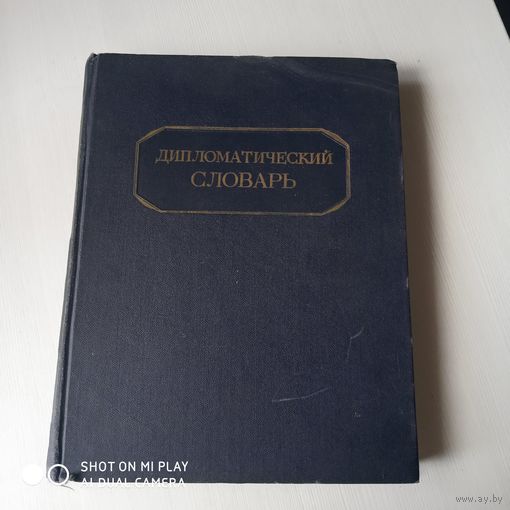 ДИПЛОМАТИЧЕСКИЙ
СЛОВАРЬ
SHOT ON MI PLAY
AI DUAL CAMERA
www.ay.by